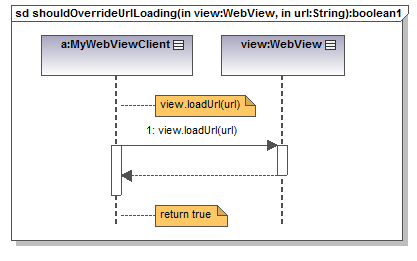 sd shouldOverrideUrlLoading(in view:WebView, in url:String):boolean1
a:MyWebViewClient
view:WebView
view.loadUrl(url)
1: view.loadUrl(url)
return true